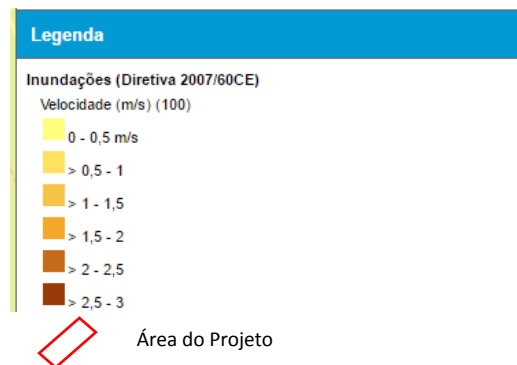 Legenda
Inundações (Diretiva 2007/60CE)
Velocidade (m/s) (100)
0 - 0,5 m/s
> 0,5 - 1
> 1 - 1,5
> 1,5 - 2
> 2 - 2,5
> 2,5 - 3
Área do Projeto